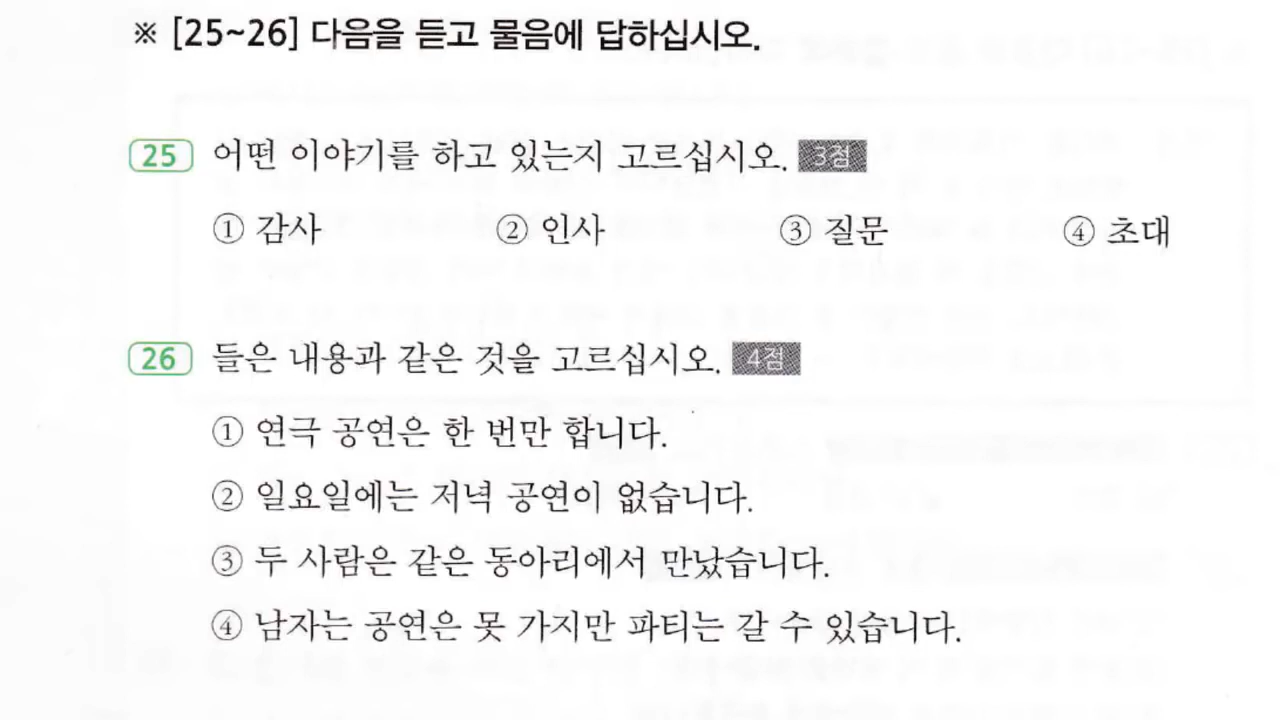 ※ [25~26] 다음을 듣고 물음에 답하십시오.
25 어떤 이야기를 하고 있는지 고르십시오. 3점
① 감사 ② 인사 ③ 질문 ④ 초대
26 들은 내용과 같은 것을 고르십시오. 4점
① 연극 공연은 한 번만 합니다.
② 일요일에는 저녁 공연이 없습니다.
③ 두 사람은 같은 동아리에서 만났습니다.
④ 남자는 공연은 못 가지만 파티는 갈 수 있습니다.